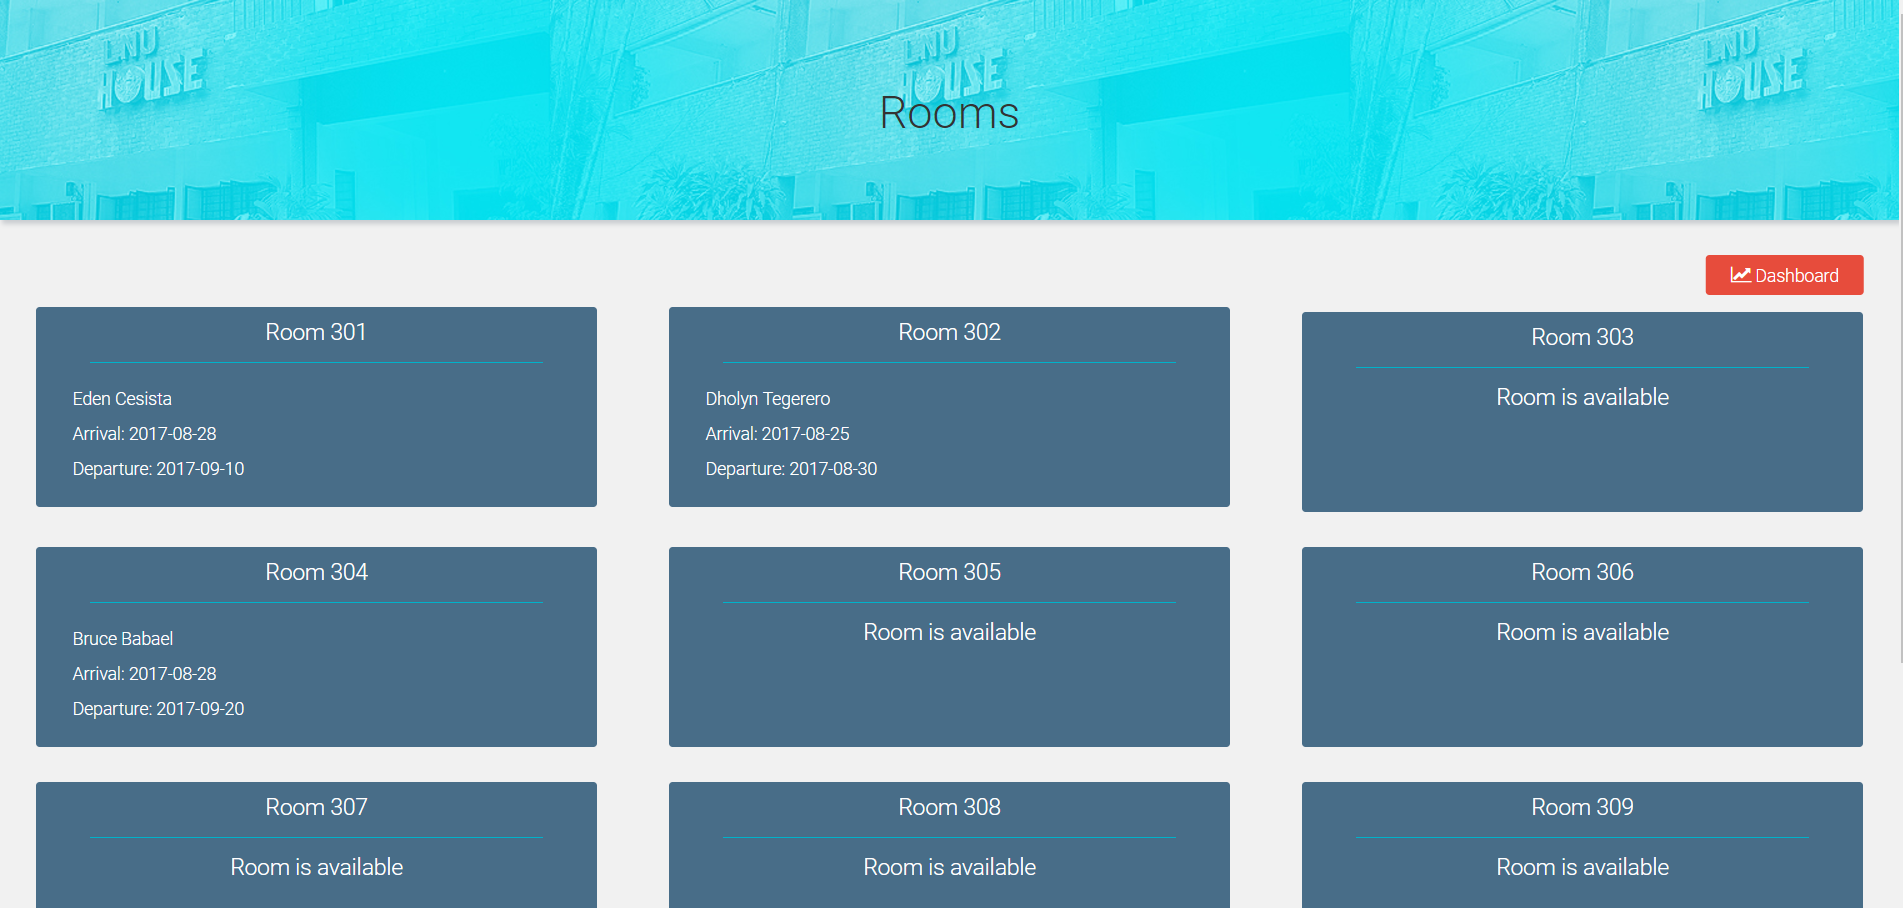 LNU
HOUSE
LNU
HOUSE
LNU
HOUSE
Rooms
Dashboard
Room 301
Eden Cesista
Arrival: 2017-08-28
Departure: 2017-09-10
Room 302
Dholyn Tegerero
Arrival: 2017-08-25
Departure: 2017-08-30
Room 303
Room is available
Room 304
Bruce Babael
Arrival: 2017-08-28
Departure: 2017-09-20
Room 305
Room is available
Room 306
Room is available
Room 307
Room is available
Room 308
Room is available
Room 309
Room is available